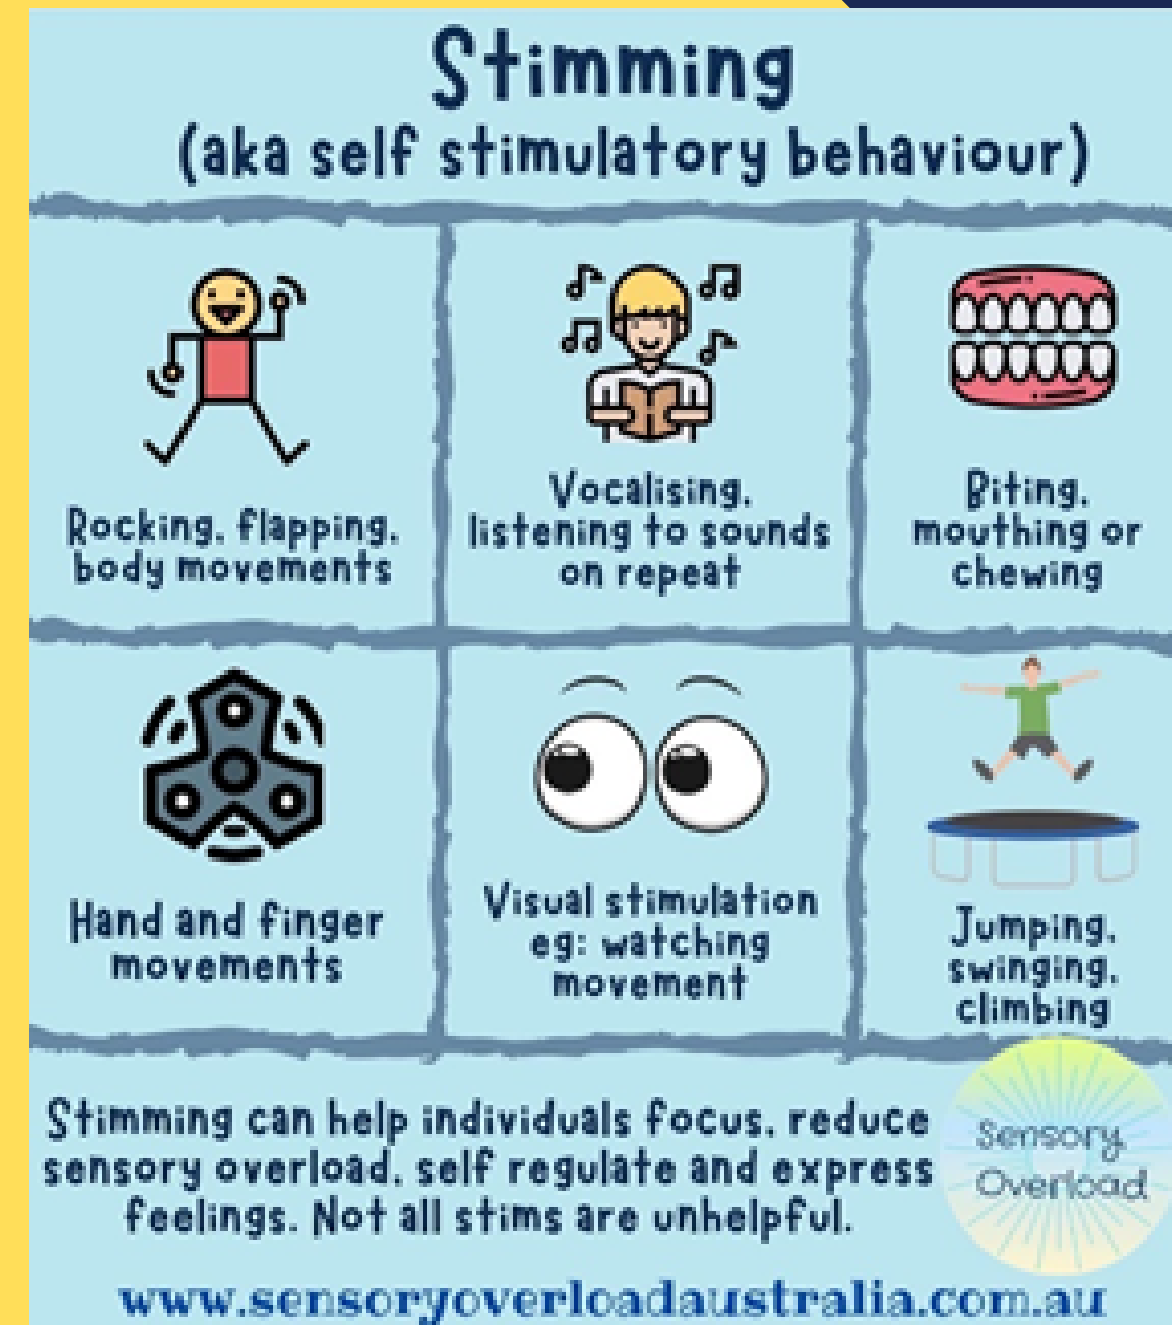 Stimming
(aka self stimulatory behaviour)
Rocking, flapping,
body movements
Vocalising,
listening to sounds
on repeat
Biting,
mouthing or
chewing
Hand and finger
movements
Visual stimulation
eg: watching
movement
Jumping,
swinging,
climbing
Stimming can help individuals focus, reduce
sensory overload, self regulate and express
feelings. Not all stims are unhelpful.
Sensory
Overload
www.sensoryoverloadaustralia.com.au